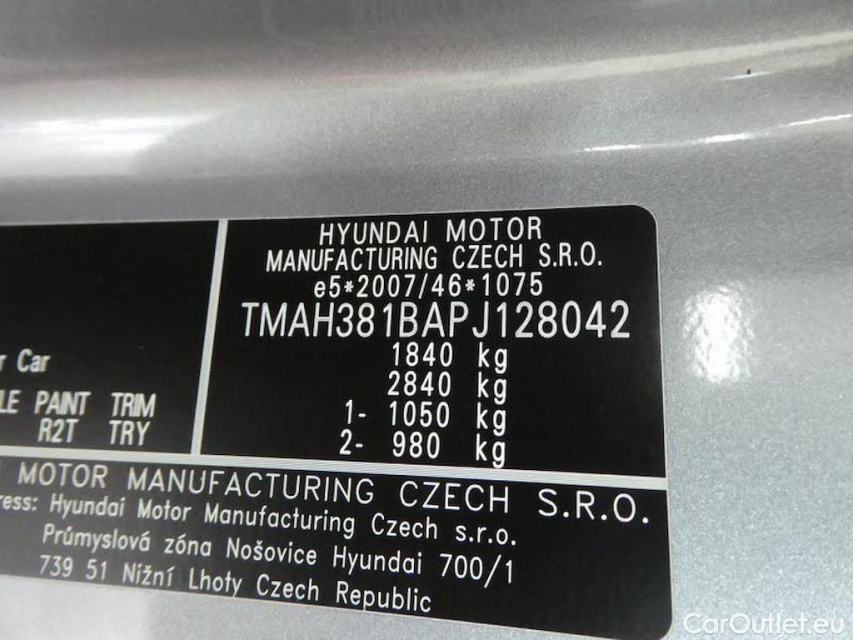 HYUNDAI MOTOR
MANUFACTURING CZECH S.R.O.
e5*2007/46*1075
TMAH381BAPJ128042
1840 kg
2840 kg
1- 1050 kg
2- 980 kg
r Car
LE PAINT TRIM
R2T TRY
MOTOR MANUFACTURING CZECH S.R.O.
ress: Hyundai Motor Manufacturing Czech s.r.o.
Průmyslová zóna Nošovice Hyundai 700/1
739 51 Nižní Lhoty Czech Republic
CarOutlet.eu